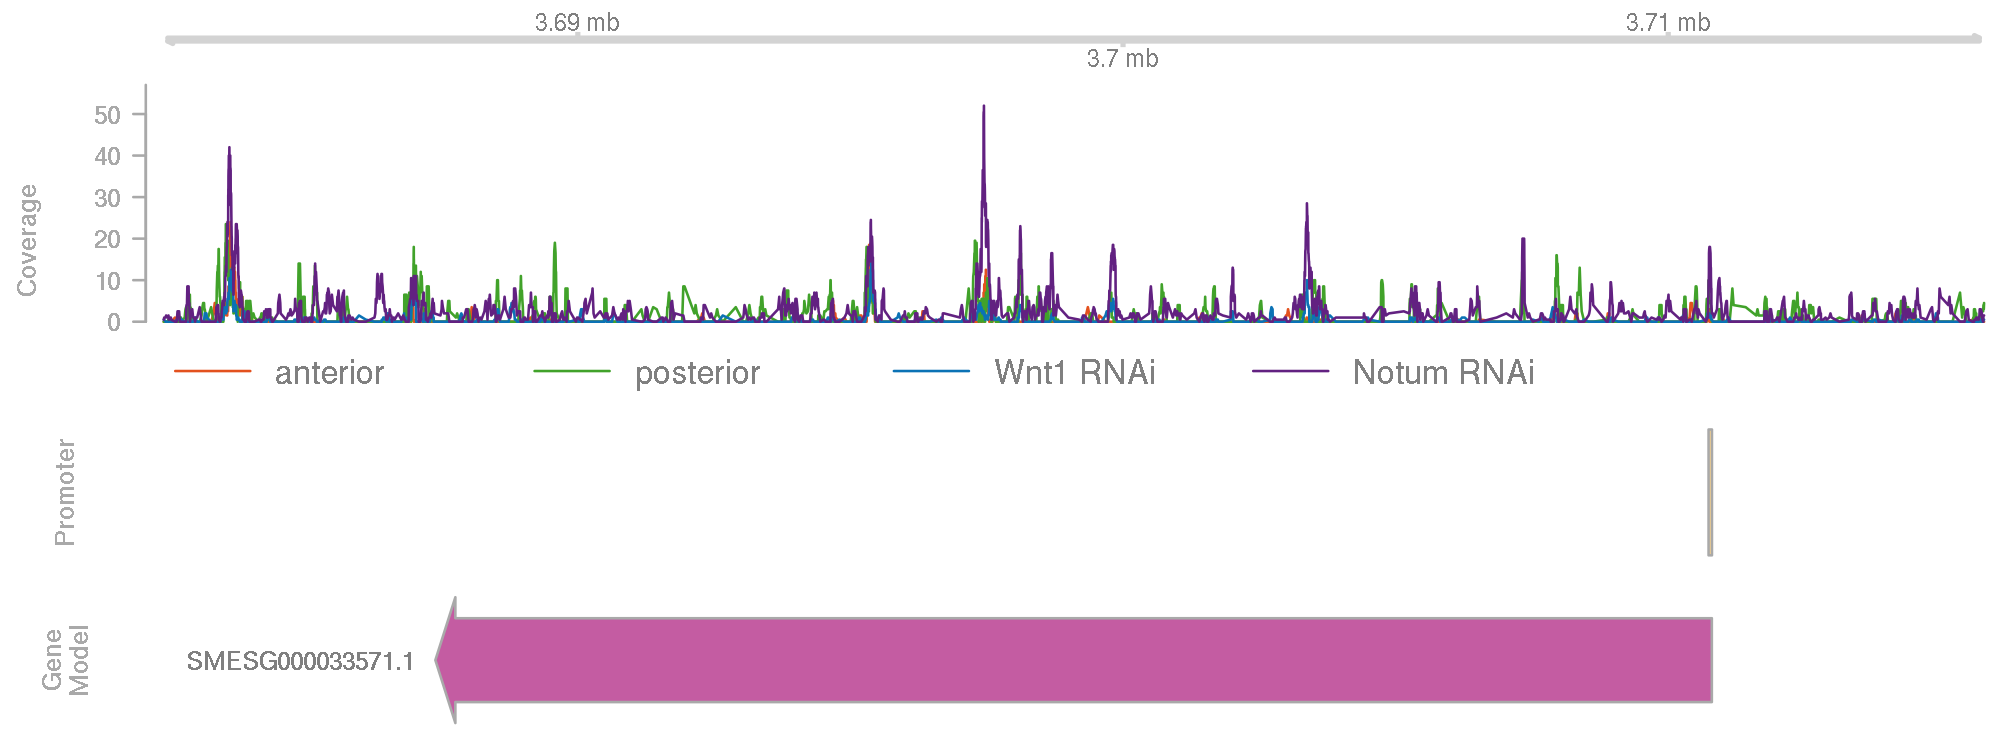 3.69 mb
3.71 mb
3.7 mb
50
40
30
20
10
0
Coverage
anterior posterior Wnt1 RNAi Notum RNAi
Promoter
Gene
Model
SMESG000033571.1